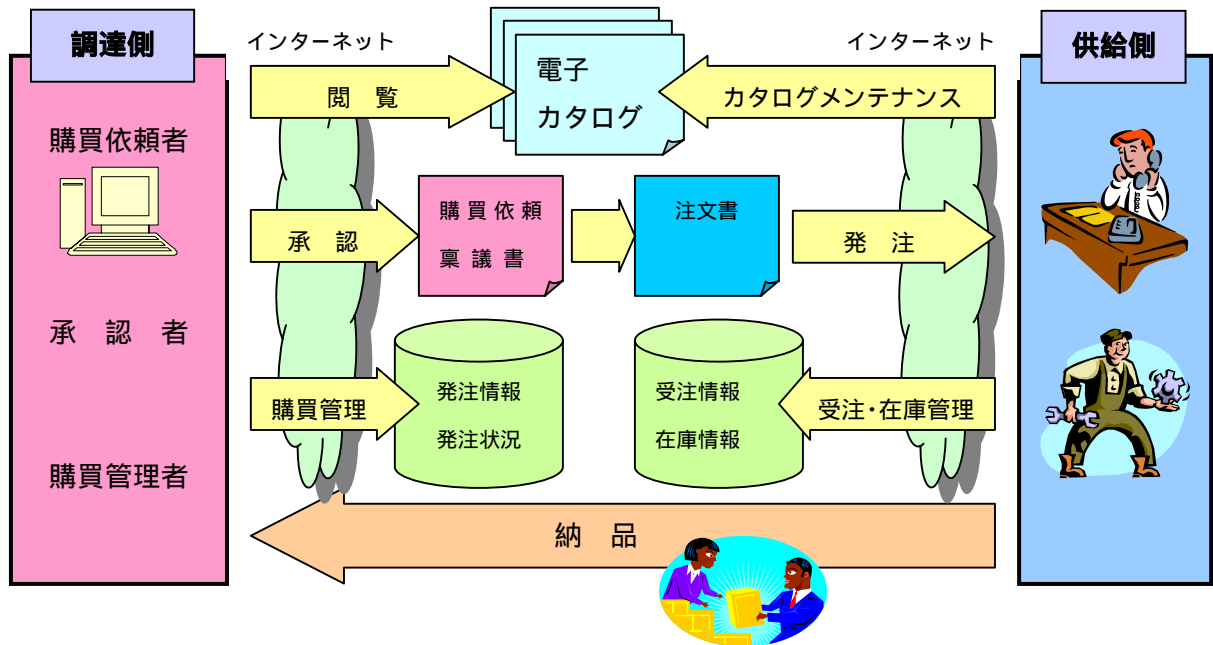 調達側
インターネット
インターネット
供給側
電子
カタログ
閲 覧
カタログメンテナンス
購買依頼者
購買依頼
稟議書
注文書
承 認
発 注
承 認 者
発注情報
発注状況
受注情報
在庫情報
購買管理
受注・在庫管理
購買管理者
納 品